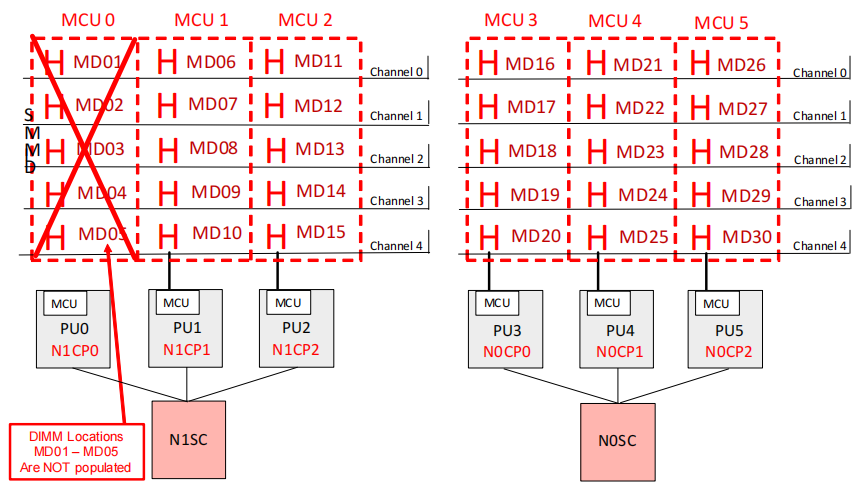 MCU 0 MCU 1 MCU 2 MCU 3 MCU 4 MCU 5
H MD01 H MD06 H MD11 Channel 0 H MD16 H MD21 H MD26 Channel 0
H MD02 H MD07 H MD12 Channel 1 H MD17 H MD22 H MD27 Channel 1
H MD03 H MD08 H MD13 Channel 2 H MD18 H MD23 H MD28 Channel 2
H MD04 H MD09 H MD14 Channel 3 H MD19 H MD24 H MD29 Channel 3
H MD05 H MD10 H MD15 Channel 4 H MD20 H MD25 H MD30 Channel 4
S
M
M
D
MCU MCU MCU MCU MCU
PU0 PU1 PU2 PU3 PU4 PU5
N1CP0 N1CP1 N1CP2 N0CP0 N0CP1 N0CP2
MCU
N1SC N0SC
DIMM Locations
MD01 – MD05
Are NOT populated